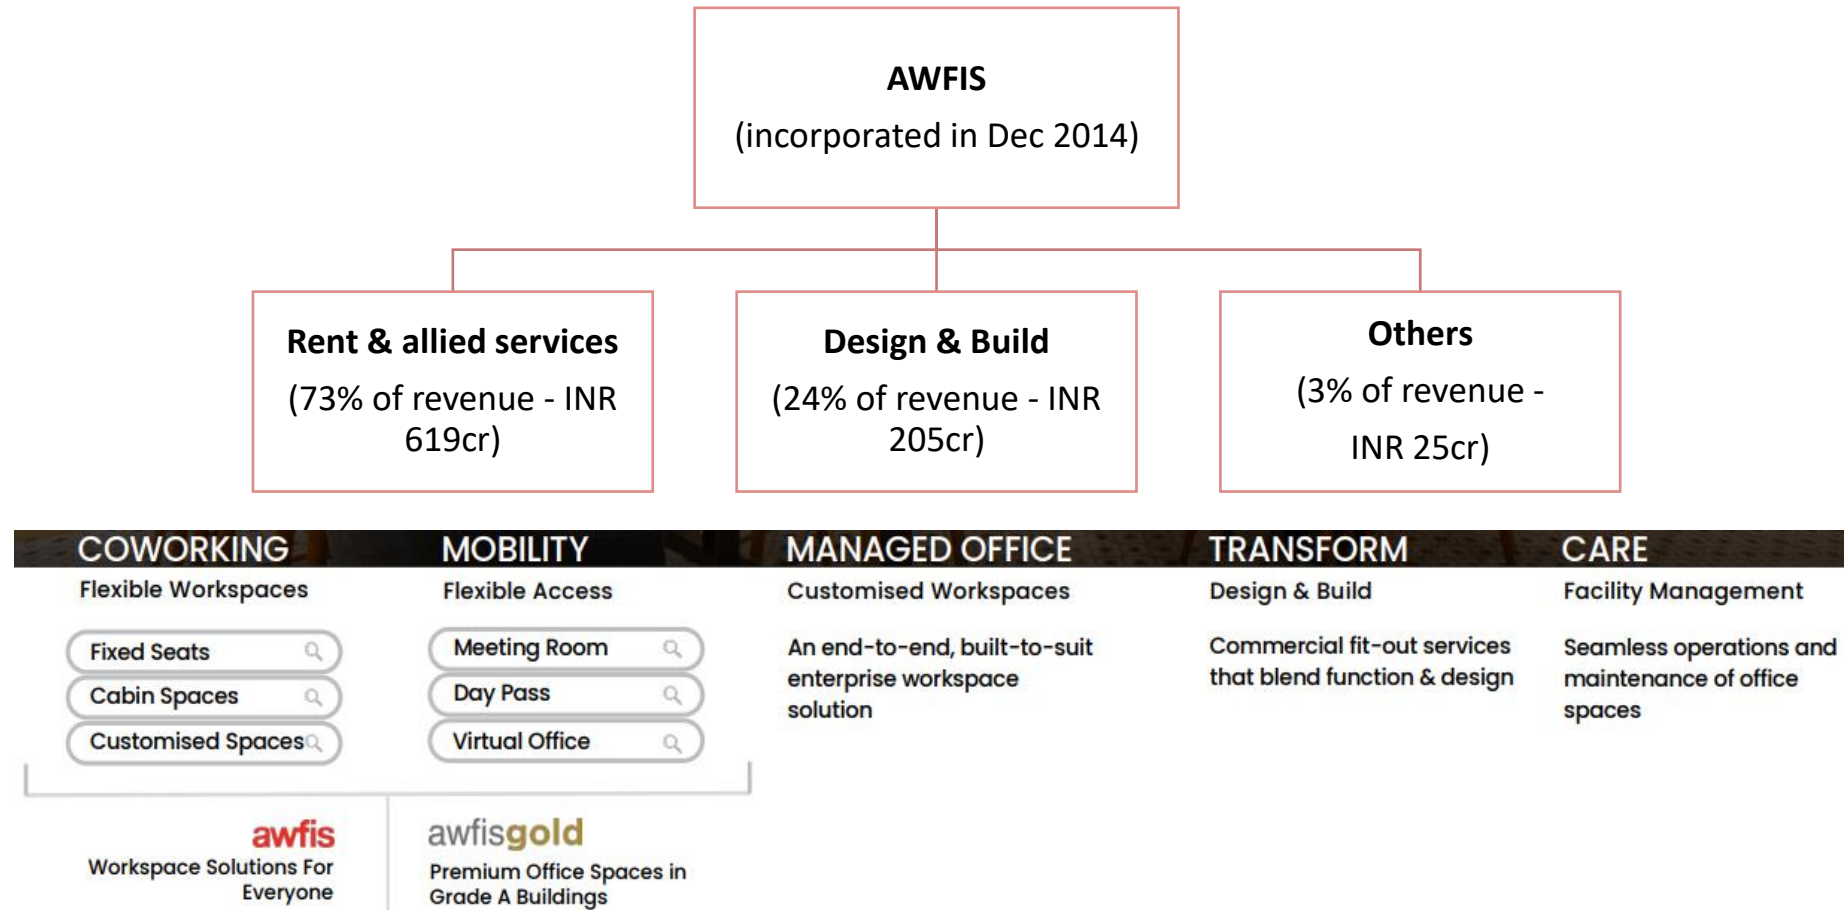 AWFIS
(incorporated in Dec 2014)
Rent & allied services
(73% of revenue - INR
619cr)
Design & Build
(24% of revenue - INR
205cr)
Others
(3% of revenue -
INR 25cr)
COWORKING
Flexible Workspaces
Fixed Seats
Cabin Spaces
Customised Spaces
MOBILITY
Flexible Access
Meeting Room
Day Pass
Virtual Office
MANAGED OFFICE
Customised Workspaces
An end-to-end, built-to-suit
enterprise workspace
solution
TRANSFORM
Design & Build
Commercial fit-out services
that blend function & design
CARE
Facility Management
Seamless operations and
maintenance of office
spaces
awfis
Workspace Solutions For
Everyone
awfisgold
Premium Office Spaces in
Grade A Buildings